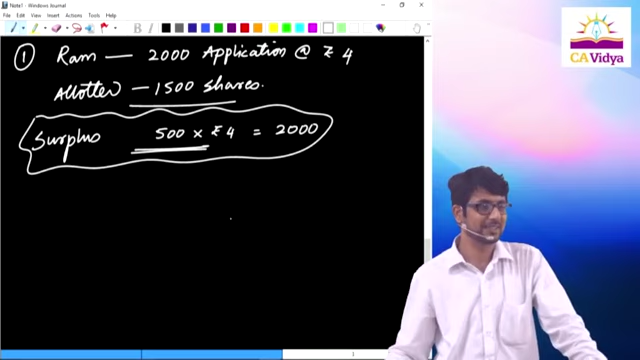 Note1 - Windows Journal
File Edit View Insert Actions Tools Help
① Ram — 2000 Application @ ₹ 4
Allotted — 1500 shares.
Surplus 500 x ₹ 4 = 2000
CA Vidya
1